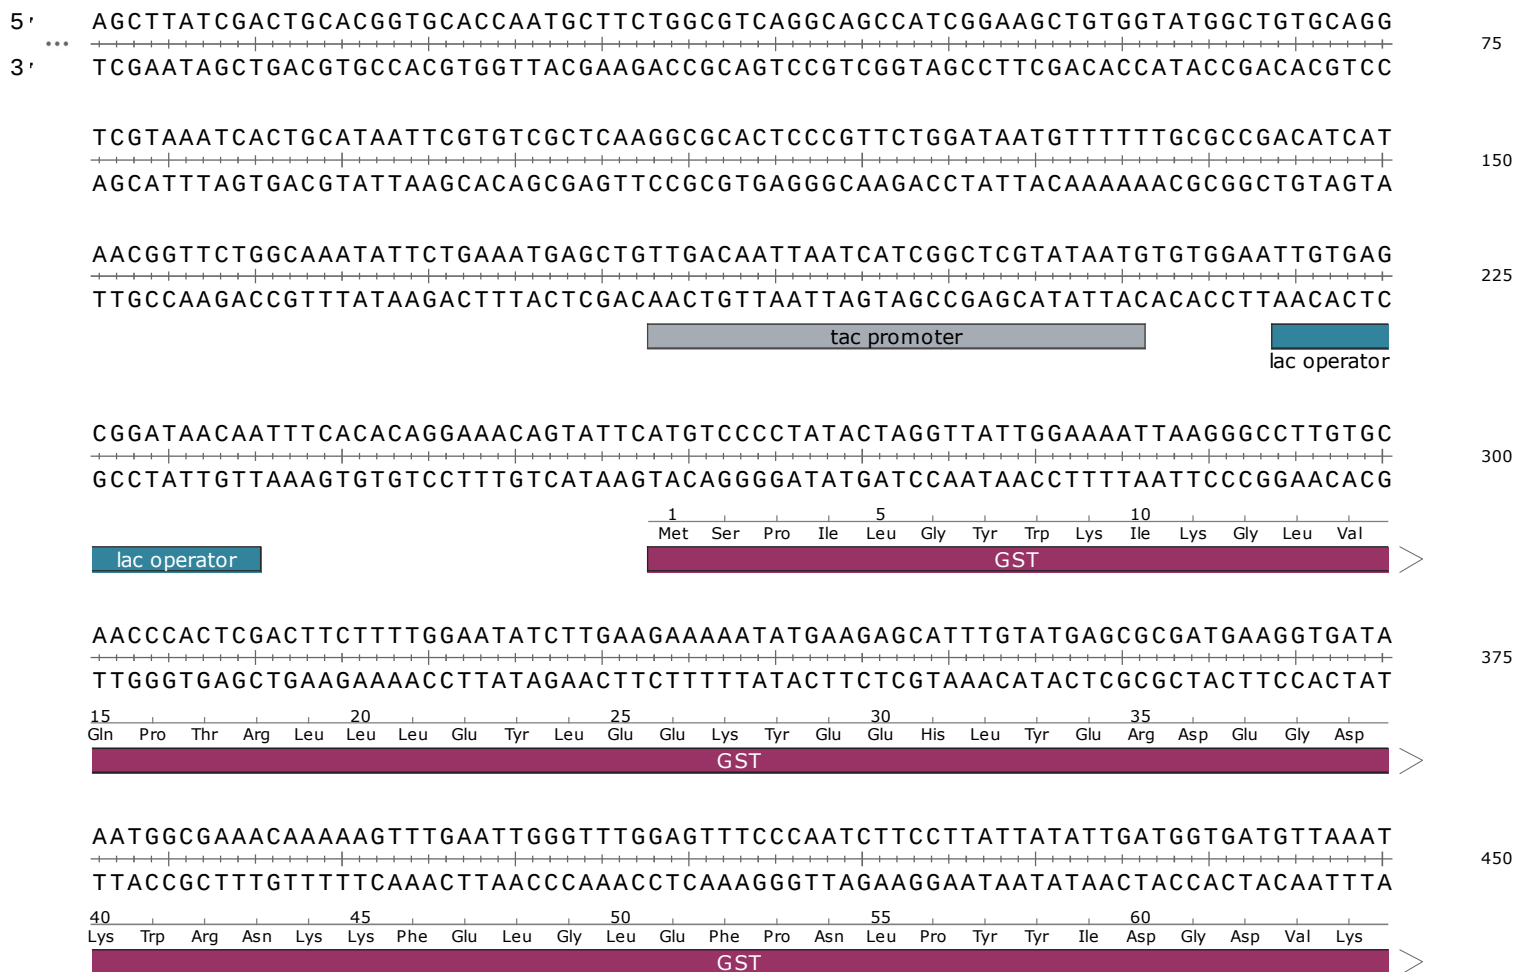 5' AGCTTATCGACTGCACGGTGCACCAATGCTTCTGGCGTCAGGCAGCCATCGGAAGCTGTGGTATGGCTGTGCAGG
... 75
3' TCGAATAGCTGACGTGCCACGTGGTTACGAAGACCGCAGTCCGTCGGTAGCCTTCGACACCATACCGACACGTCC
TCGTAAATCACTGCATAATTCGTGTCGCTCAAGGCGCACTCCCGTTCTGGATAATGTTTTTTGCGCCGACATCAT
150
AGCATTTAGTGACGTATTAAGCACAGCGAGTTCCGCGTGAGGGCAAGACCTATTACAAAAAACGCGGCTGTAGTA
AACGGTTCTGGCAAATATTCTGAAATGAGCTGTTGACAATTAATCATCGGCTCGTATAATGTGTGGAATTGTGAG
225
TTGCCAAGACCGTTTATAAGACTTTACTCGACAACTGTTAATTAGTAGCCGAGCATATTACACACCTTAACACTC
tac promoter
lac operator
CGGATAACAATTTCACACAGGAAACAGTATTCATGTCCCCTATACTAGGTTATTGGAAAATTAAGGGCCTTGTGC
300
GCCTATTGTTAAAGTGTGTCCTTTGTCATAAGTACAGGGGATATGATCCAATAACCTTTTAATTCCCGGAACACG
1 5 10
Met Ser Pro Ile Leu Gly Tyr Trp Lys Ile Lys Gly Leu Val
lac operator GST
AACCCACTCGACTTCTTTTGGAATATCTTGAAGAAAAATATGAAGAGCATTTGTATGAGCGCGATGAAGGTGATA
375
TTGGGTGAGCTGAAGAAAACCTTATAGAACTTCTTTTTATACTTCTCGTAAACATACTCGCGCTACTTCCACTAT
15 20 25 30 35
Gln Pro Thr Arg Leu Leu Leu Glu Tyr Leu Glu Glu Lys Tyr Glu Glu His Leu Tyr Glu Arg Asp Glu Gly Asp
GST
AATGGCGAAACAAAAAGTTTGAATTGGGTTTGGAGTTTCCCAATCTTCCTTATTATATTGATGGTGATGTTAAAT
450
TTACCGCTTTGTTTTTCAAACTTAACCCAAACCTCAAAGGGTTAGAAGGAATAATATAACTACCACTACAATTTA
40 45 50 55 60
Lys Trp Arg Asn Lys Lys Phe Glu Leu Gly Leu Glu Phe Pro Asn Leu Pro Tyr Tyr Ile Asp Gly Asp Val Lys
GST